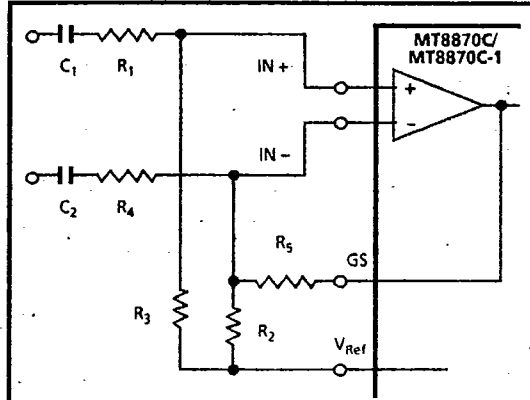 MT8870C/
MT8870C-1
C1
R1
IN +
+
−
IN −
C2
R4
R5
GS
R3
R2
VRef